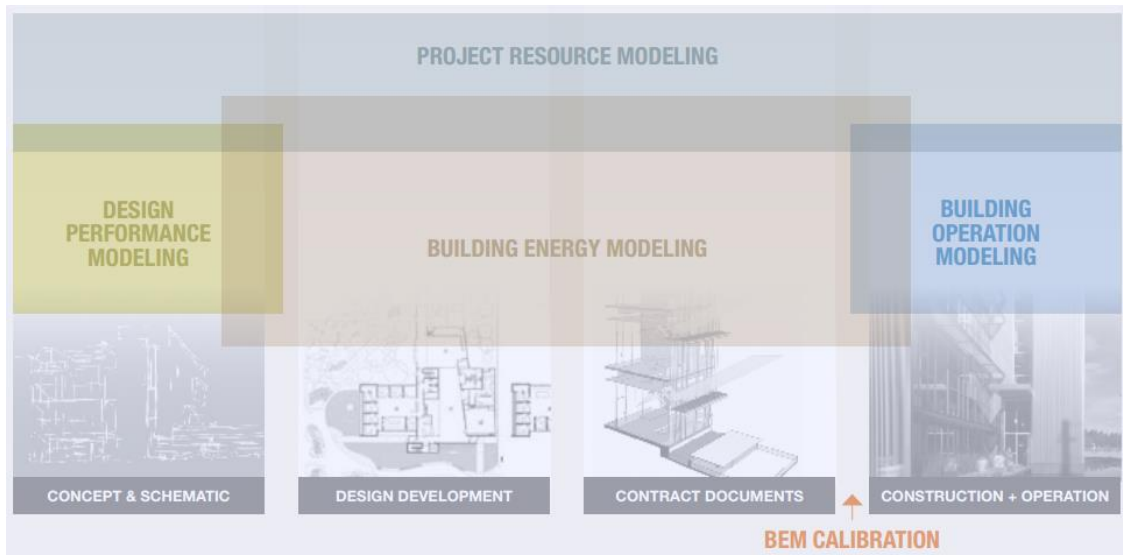 PROJECT RESOURCE MODELING
DESIGN
PERFORMANCE
MODELING
BUILDING ENERGY MODELING
BUILDING
OPERATION
MODELING
CONCEPT & SCHEMATIC
DESIGN DEVELOPMENT
CONTRACT DOCUMENTS
CONSTRUCTION + OPERATION
BEM CALIBRATION